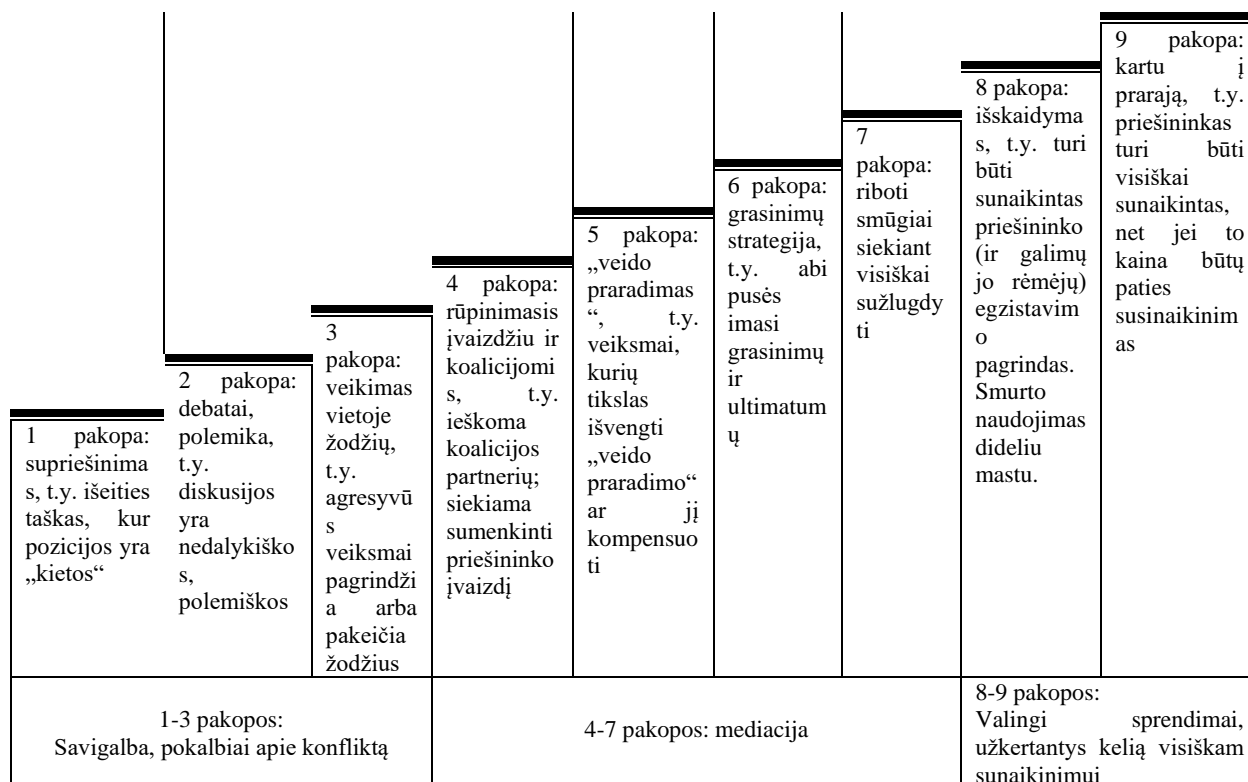 1 pakopa:
supriešinima
s, t.y. išeities
taškas, kur
pozicijos yra
„kietos“
2 pakopa:
debatai,
polemika,
t.y.
diskusijos
yra
nedalykiško
s,
polemiškos
3
pakopa:
veikimas
vietoje
žodžių,
t.y.
agresyvū
s
veiksmai
pagrindži
a arba
pakeičia
žodžius
4 pakopa:
rūpinimasis
įvaizdžiu ir
koalicijomi
s, t.y.
ieškoma
koalicijos
partnerių;
siekiama
sumenkinti
priešininko
įvaizdį
5 pakopa:
„veido
praradimas
“, t.y.
veiksmai,
kurių
tikslas
išvengti
„veido
praradimo“
ar jį
kompensuo
ti
6 pakopa:
grasinimų
strategija,
t.y. abi
pusės
imasi
grasinimų
ir
ultimatum
ų
7
pakopa:
riboti
smūgiai
siekiant
visiškai
sužlugdy
ti
8 pakopa:
išskaidyma
s, t.y. turi
būti
sunaikintas
priešininko
(ir galimų
jo rėmėjų)
egzistavim
o
pagrindas.
Smurto
naudojimas
dideliu
mastu.
9 pakopa:
kartu į
prarają, t.y.
priešininkas
turi būti
visiškai
sunaikintas,
net jei to
kaina būtų
paties
susinaikinim
as
1-3 pakopos:
Savigalba, pokalbiai apie konfliktą
4-7 pakopos: mediacija
8-9 pakopos:
Valingi sprendimai,
užkertantys kelią visiškam
sunaikinimui